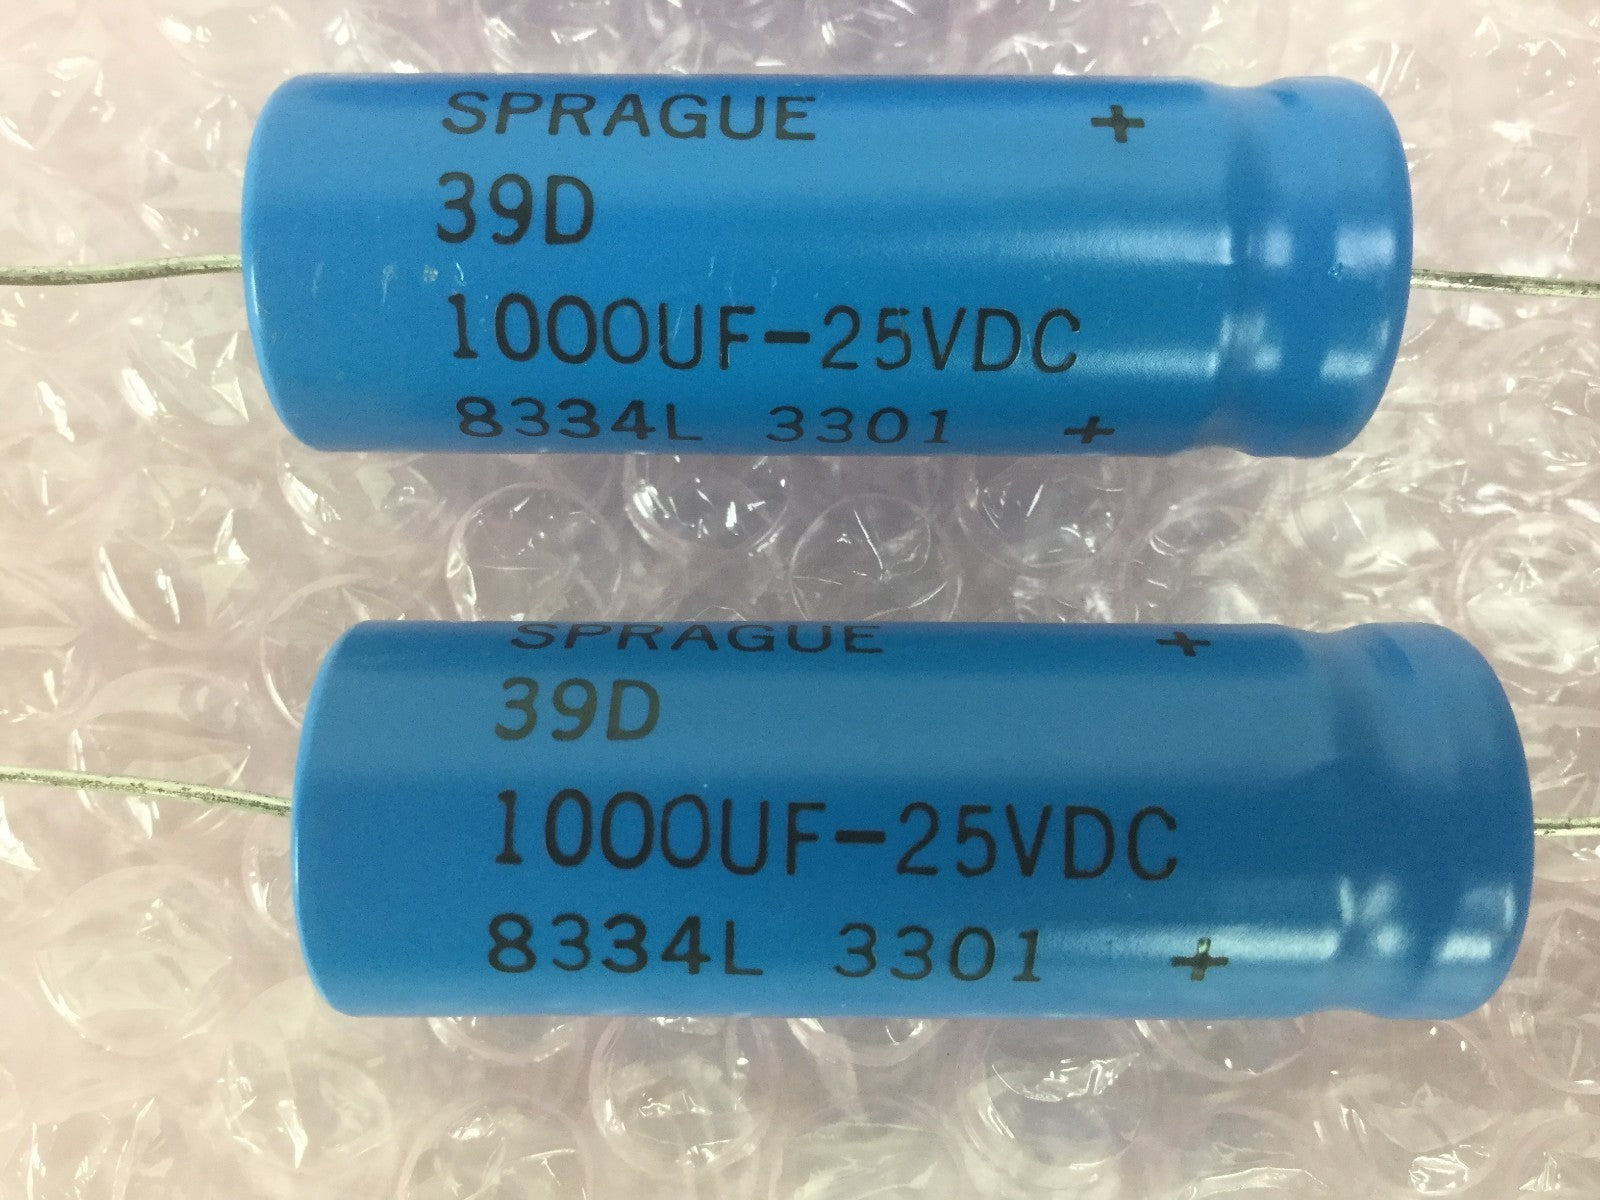 SPRAGUE +
39D
1000UF-25VDC
8334L 3301 +
SPRAGUE +
39D
1000UF-25VDC
8334L 3301 +